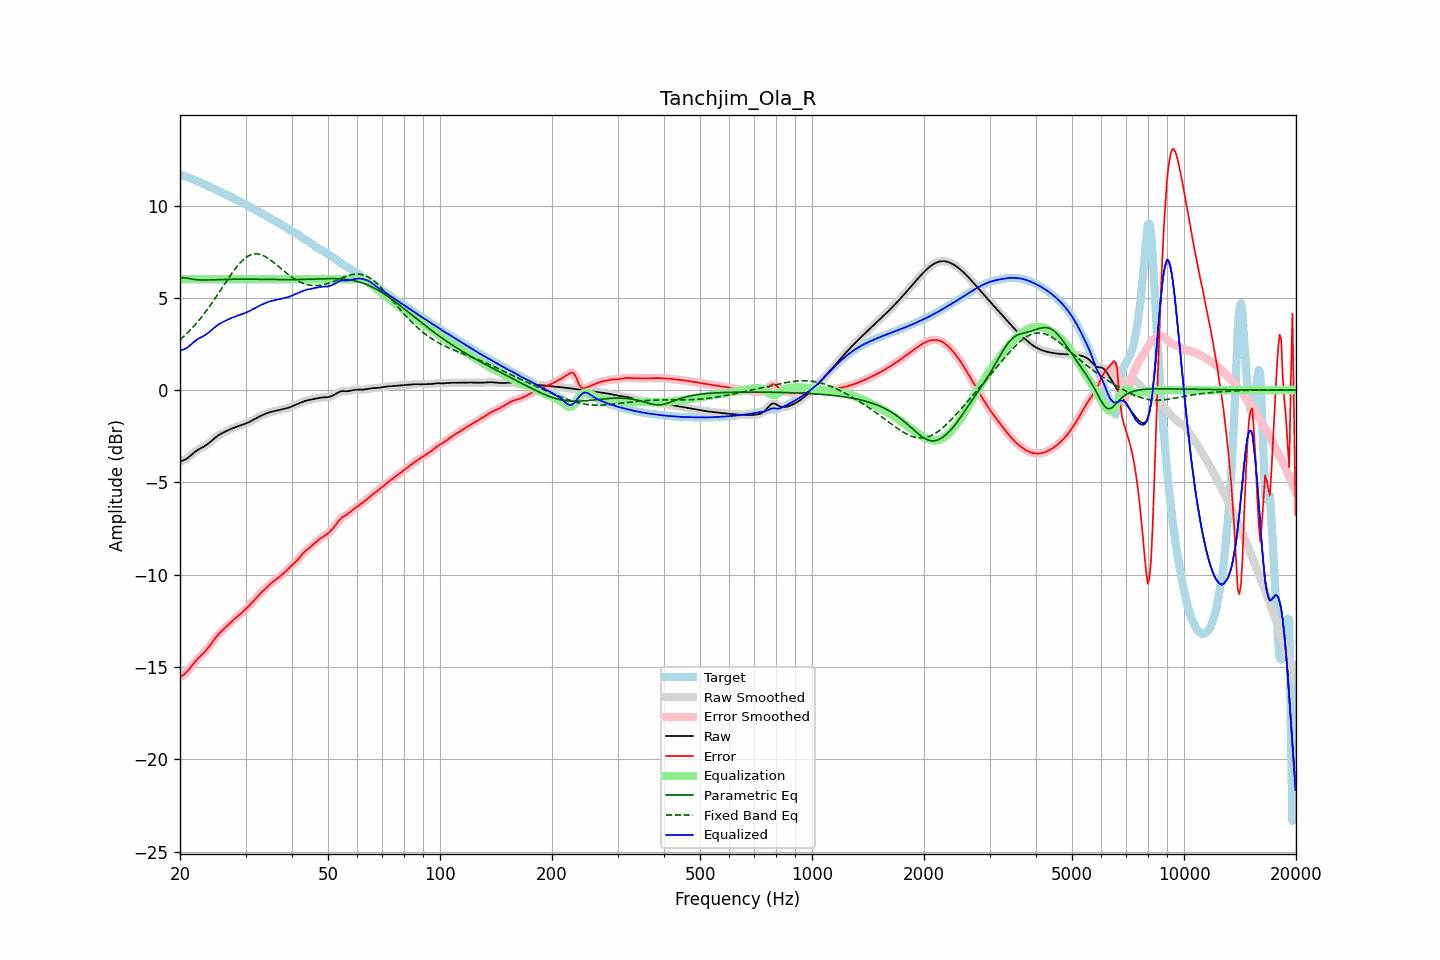 Tanchjim_Ola_R
Amplitude (dBr)
10
5
0
−5
−10
−15
−20
−25
Target
Raw Smoothed
Error Smoothed
Raw
Error
Equalization
Parametric Eq
Fixed Band Eq
Equalized
20 50 100 200 500 1000 2000 5000 10000 20000
Frequency (Hz)